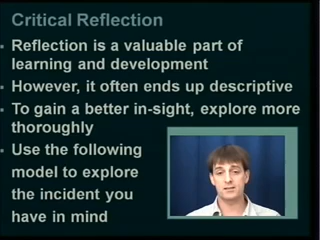 Critical Reflection
Reflection is a valuable part of
learning and development
However, it often ends up descriptive
To gain a better in-sight, explore more
thoroughly
Use the following
model to explore
the incident you
have in mind